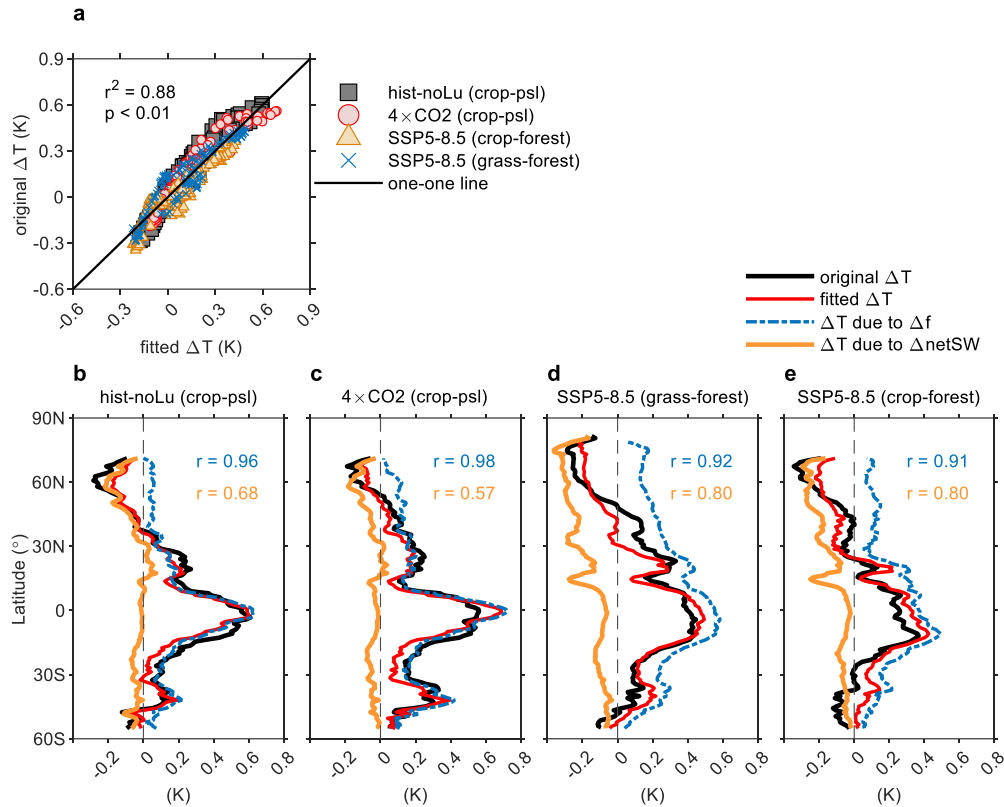 a
0.9
0.6
0.3
0
-0.3
-0.6
original ΔT (K)
r² = 0.88
p < 0.01
-0.6
-0.3
0
0.3
0.6
0.9
fitted ΔT (K)
hist-noLu (crop-psl)
4×CO2 (crop-psl)
SSP5-8.5 (crop-forest)
SSP5-8.5 (grass-forest)
one-one line
original ΔT
fitted ΔT
ΔT due to Δf
ΔT due to ΔnetSW
b
hist-noLu (crop-psl)
90N
60N
30N
0
30S
60S
Latitude (°)
r = 0.96
r = 0.68
-0.2
0
0.2
0.4
0.6
0.8
(K)
c
4×CO2 (crop-psl)
r = 0.98
r = 0.57
-0.2
0
0.2
0.4
0.6
0.8
(K)
d
SSP5-8.5 (grass-forest)
r = 0.92
r = 0.80
-0.2
0
0.2
0.4
0.6
0.8
(K)
e
SSP5-8.5 (crop-forest)
r = 0.91
r = 0.80
-0.2
0
0.2
0.4
0.6
0.8
(K)